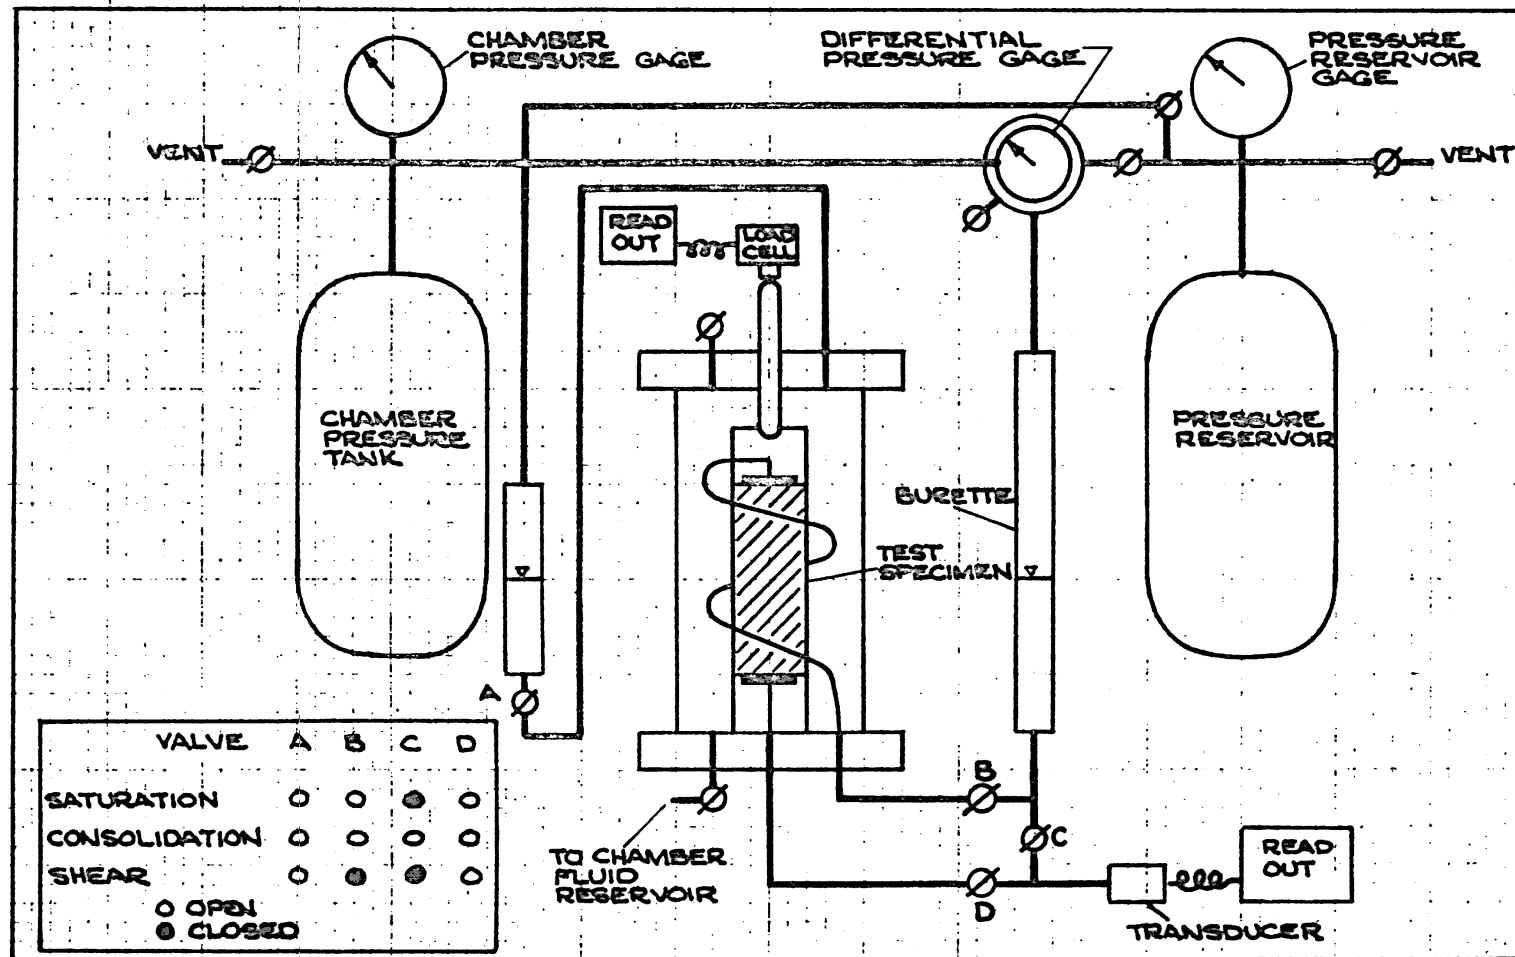 CHAMBER
PRESSURE GAGE
DIFFERENTIAL
PRESSURE GAGE
PRESSURE
RESERVOIR
GAGE
VENT
VENT
READ
OUT
LOAD
CELL
CHAMBER
PRESSURE
TANK
PRESSURE
RESERVOIR
BURETTE
TEST
SPECIMEN
A
VALVE A B C D
SATURATION
CONSOLIDATION
SHEAR
OPEN
CLOSED
B
C
D
TO CHAMBER
FLUID
RESERVOIR
READ
OUT
TRANSDUCER